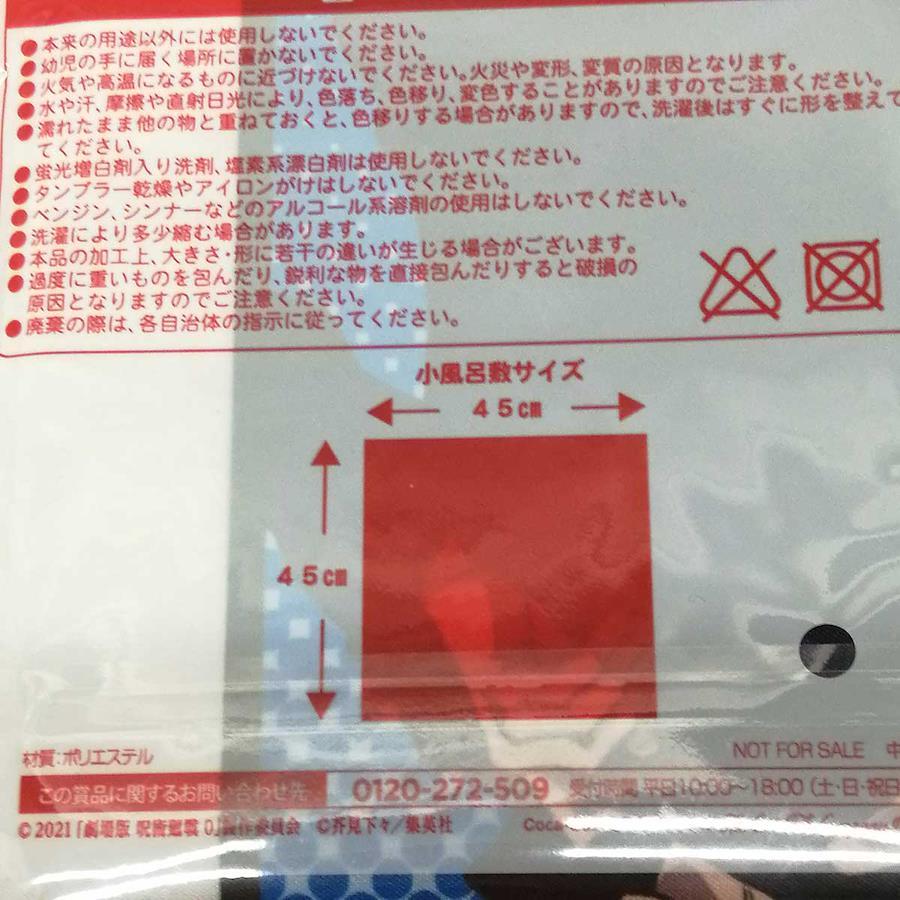 ●本来の用途以外には使用しないでください。
●幼児の手に届く場所に置かないでください。
●火気や高温になるものに近づけないでください。火災や変形、変質の原因となります。
●水や汗、摩擦や直射日光により、色落ち、色移り、変色することがありますのでご注意ください。
●濡れたまま他の物と重ねておくと、色移りする場合がありますので、洗濯後はすぐに形を整えて
てください。
●蛍光増白剤入り洗剤、塩素系漂白剤は使用しないでください。
●タンブラー乾燥やアイロンがけはしないでください。
●ベンジン、シンナーなどのアルコール系溶剤の使用はしないでください。
●洗濯により多少縮む場合があります。
●本品の加工上、大きさ・形に若干の違いが生じる場合がございます。
●過度に重いものを包んだり、鋭利な物を直接包んだりすると破損の
原因となりますのでご注意ください。
●廃棄の際は、各自治体の指示に従ってください。
小風呂敷サイズ
45cm
45cm
材質:ポリエステル
NOT FOR SALE 中
この賞品に関するお問い合わせ先
0120-272-509 受付時間 平日10:00〜18:00 (土・日・祝日
©2021「劇場版 呪術廻戦 0」製作委員会 ©芥見下々/集英社